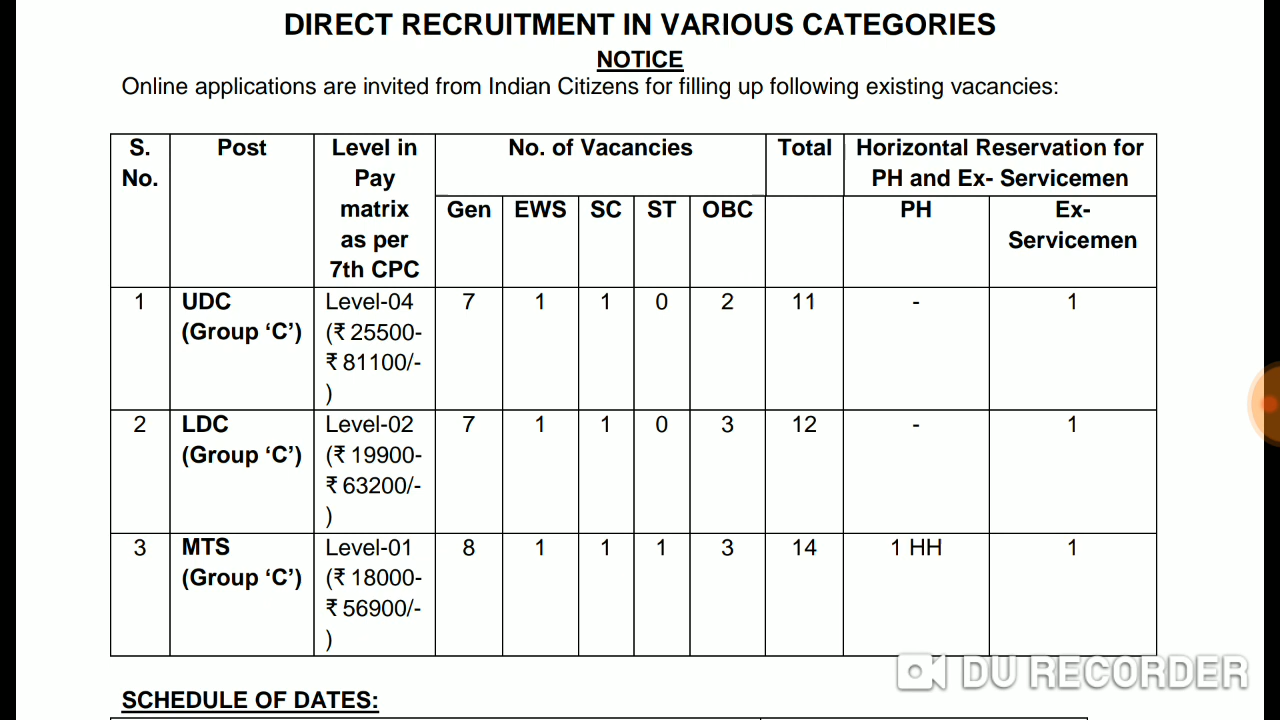 DIRECT RECRUITMENT IN VARIOUS CATEGORIES
NOTICE
Online applications are invited from Indian Citizens for filling up following existing vacancies:
S. No. Post Level in Pay matrix as per 7th CPC No. of Vacancies Total Horizontal Reservation for PH and Ex- Servicemen
Gen EWS SC ST OBC PH Ex- Servicemen
1 UDC (Group ‘C’) Level-04 (₹ 25500- ₹ 81100/- ) 7 1 1 0 2 11 - 1
2 LDC (Group ‘C’) Level-02 (₹ 19900- ₹ 63200/- ) 7 1 1 0 3 12 - 1
3 MTS (Group ‘C’) Level-01 (₹ 18000- ₹ 56900/- ) 8 1 1 1 3 14 1 HH 1
DU RECORDER
SCHEDULE OF DATES: